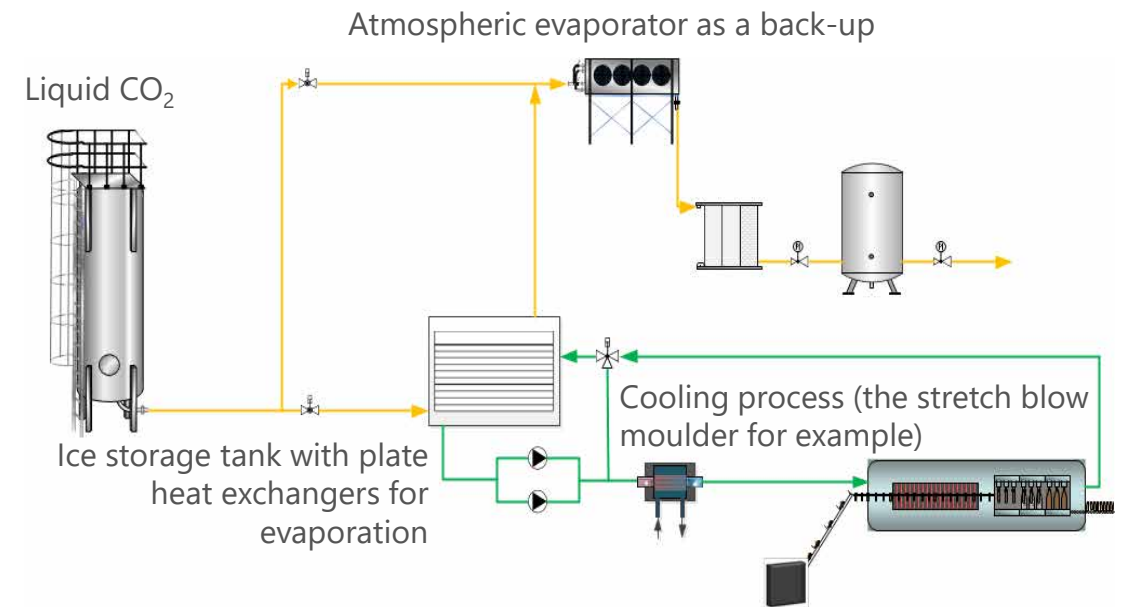 Atmospheric evaporator as a back-up
Liquid CO₂
M
M
Cooling process (the stretch blow
moulder for example)
Ice storage tank with plate
heat exchangers for
evaporation